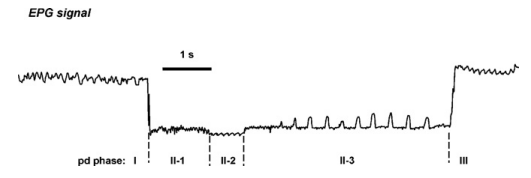 EPG signal
1 s
pd phase: I II-1 II-2 II-3 III